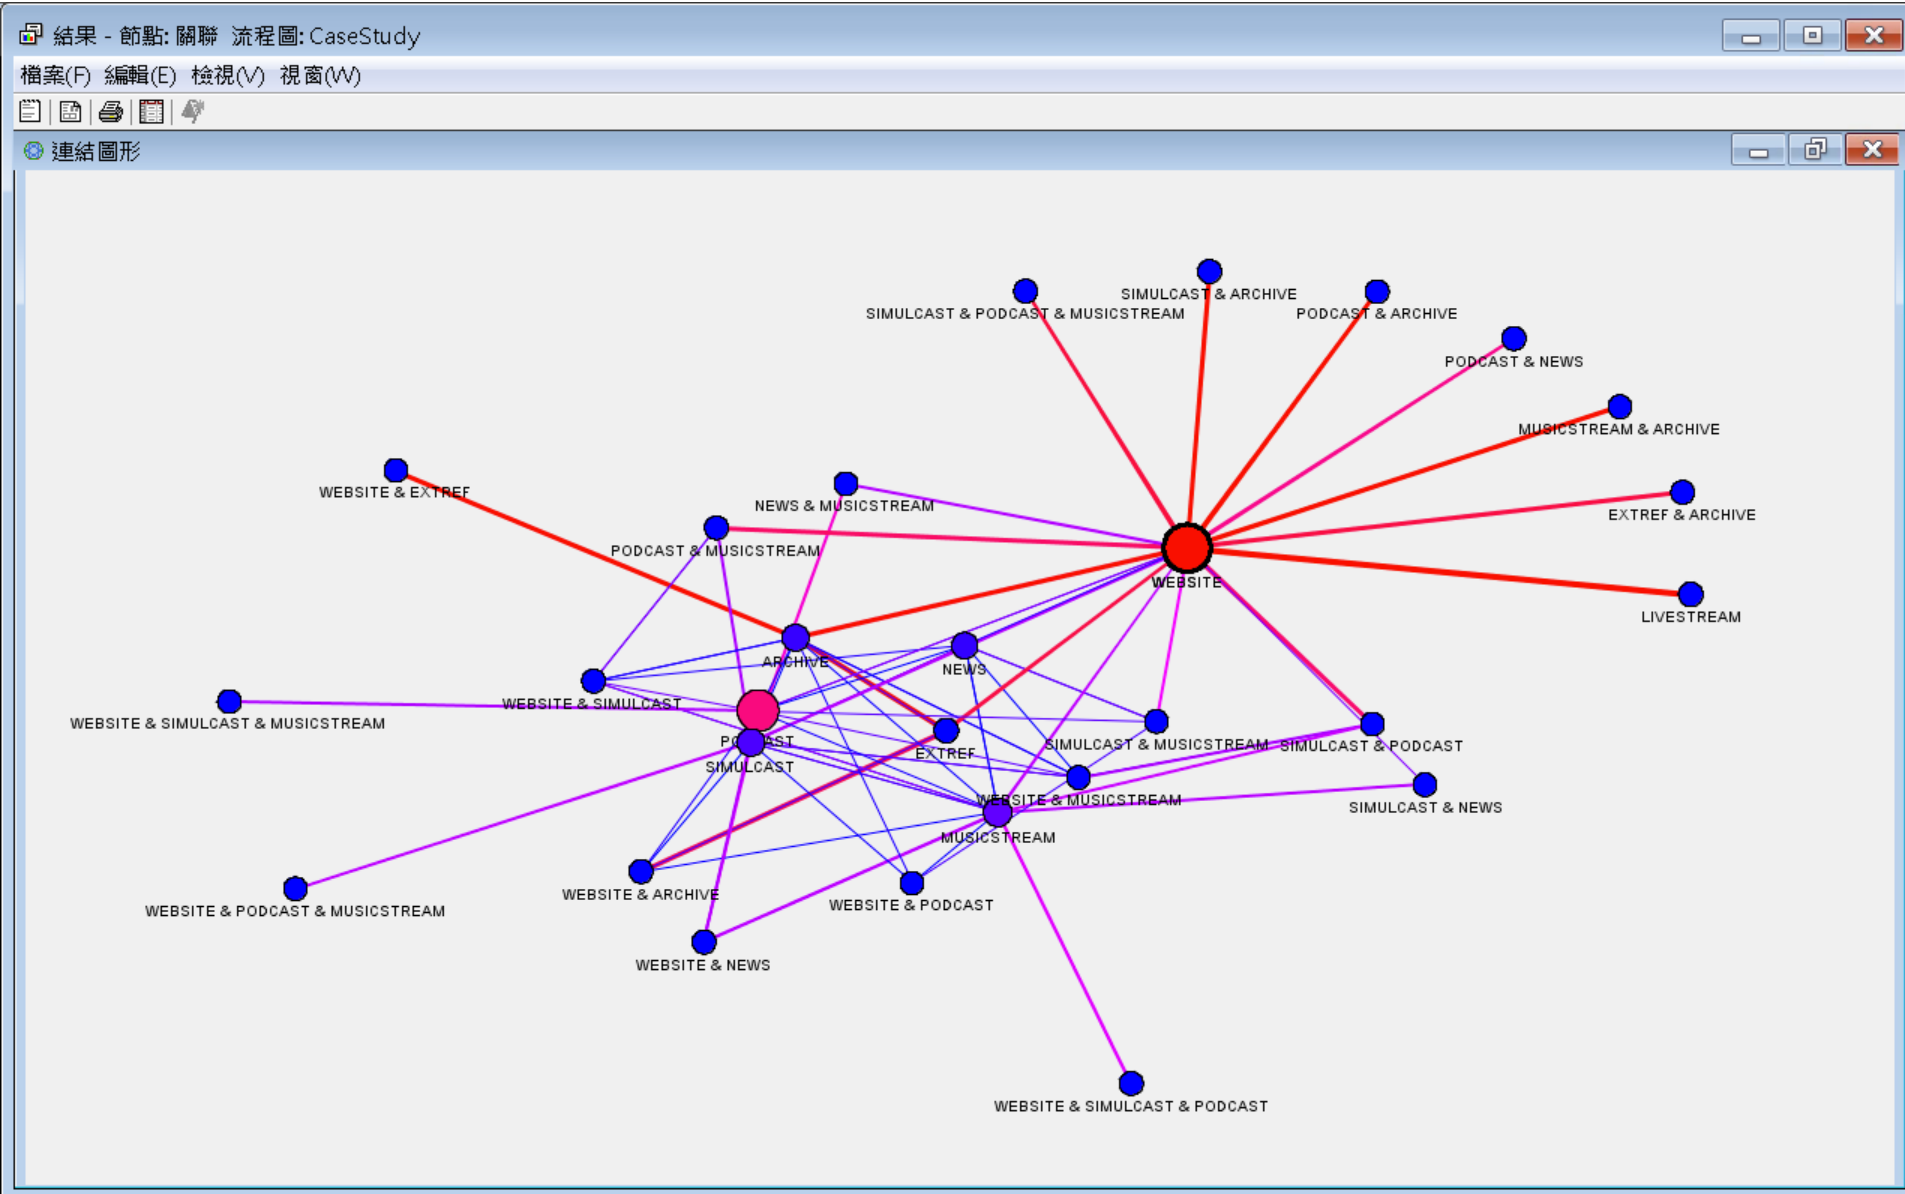 結果 - 節點: 關聯 流程圖: CaseStudy
檔案(F) 編輯(E) 檢視(V) 視窗(W)
連結圖形
SIMULCAST & ARCHIVE
SIMULCAST & PODCAST & MUSICSTREAM
PODCAST & ARCHIVE
PODCAST & NEWS
MUSICSTREAM & ARCHIVE
WEBSITE & EXTREF
NEWS & MUSICSTREAM
EXTREF & ARCHIVE
PODCAST & MUSICSTREAM
WEBSITE
LIVESTREAM
ARCHIVE
NEWS
WEBSITE & SIMULCAST
WEBSITE & SIMULCAST & MUSICSTREAM
PODCAST
SIMULCAST & MUSICSTREAM
SIMULCAST & PODCAST
EXTREF
SIMULCAST
WEBSITE & MUSICSTREAM
SIMULCAST & NEWS
MUSICSTREAM
WEBSITE & ARCHIVE
WEBSITE & PODCAST
WEBSITE & PODCAST & MUSICSTREAM
WEBSITE & NEWS
WEBSITE & SIMULCAST & PODCAST